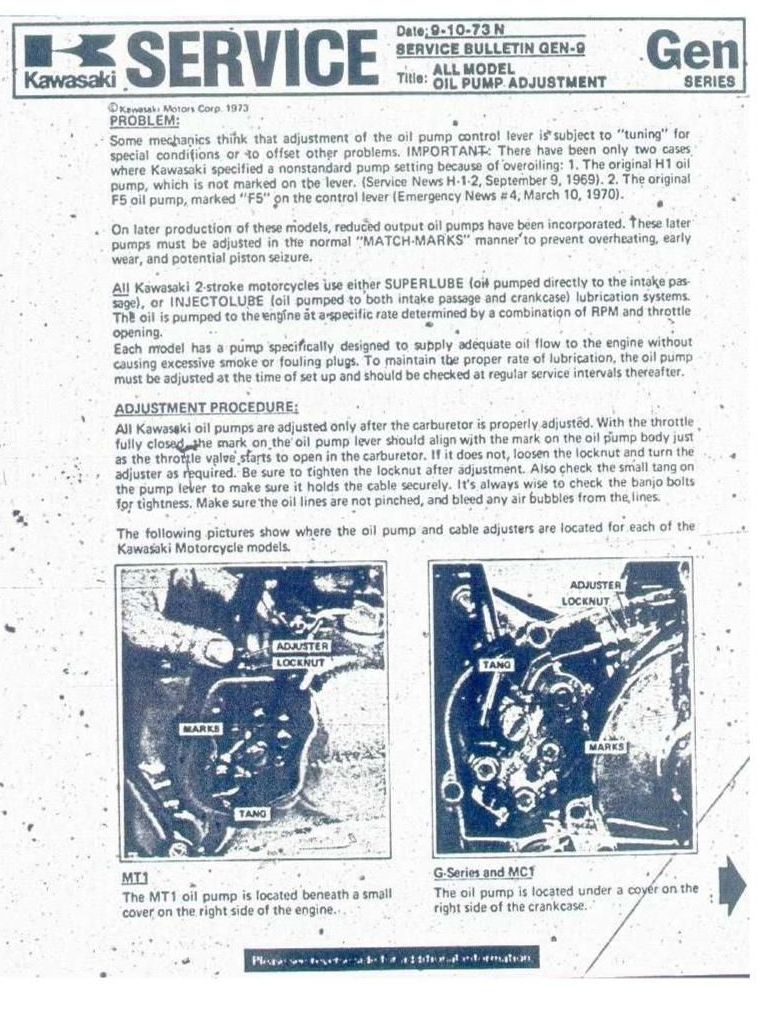 Kawasaki SERVICE
Date: 9-10-73 N
SERVICE BULLETIN GEN-9
Title: ALL MODEL
OIL PUMP ADJUSTMENT
Gen
SERIES
©Kawasaki Motors Corp. 1973
PROBLEM:
Some mechanics think that adjustment of the oil pump control lever is subject to "tuning" for
special conditions or to offset other problems. IMPORTANT: There have been only two cases
where Kawasaki specified a nonstandard pump setting because of overoiling: 1. The original H1 oil
pump, which is not marked on the lever. (Service News H-1-2, September 9, 1969). 2. The original
F5 oil pump, marked "F5" on the control lever (Emergency News #4, March 10, 1970).
On later production of these models, reduced output oil pumps have been incorporated. These later
pumps must be adjusted in the normal "MATCH-MARKS" manner to prevent overheating, early
wear, and potential piston seizure.
All Kawasaki 2-stroke motorcycles use either SUPERLUBE (oil pumped directly to the intake pas-
sage), or INJECTOLUBE (oil pumped to both intake passage and crankcase) lubrication systems.
The oil is pumped to the engine at a specific rate determined by a combination of RPM and throttle
opening.
Each model has a pump specifically designed to supply adequate oil flow to the engine without
causing excessive smoke or fouling plugs. To maintain the proper rate of lubrication, the oil pump
must be adjusted at the time of set up and should be checked at regular service intervals thereafter.
ADJUSTMENT PROCEDURE:
All Kawasaki oil pumps are adjusted only after the carburetor is properly adjusted. With the throttle
fully closed, the mark on the oil pump lever should align with the mark on the oil pump body just
as the throttle valve starts to open in the carburetor. If it does not, loosen the locknut and turn the
adjuster as required. Be sure to tighten the locknut after adjustment. Also check the small tang on
the pump lever to make sure it holds the cable securely. It's always wise to check the banjo bolts
for tightness. Make sure the oil lines are not pinched, and bleed any air bubbles from the lines.
The following pictures show where the oil pump and cable adjusters are located for each of the
Kawasaki Motorcycle models.
ADJUSTER
LOCKNUT
MARKS
TANG
ADJUSTER
LOCKNUT
TANG
MARKS
MT1
The MT1 oil pump is located beneath a small
cover on the right side of the engine.
G-Series and MC1
The oil pump is located under a cover on the
right side of the crankcase.
Please see reverse side for additional information